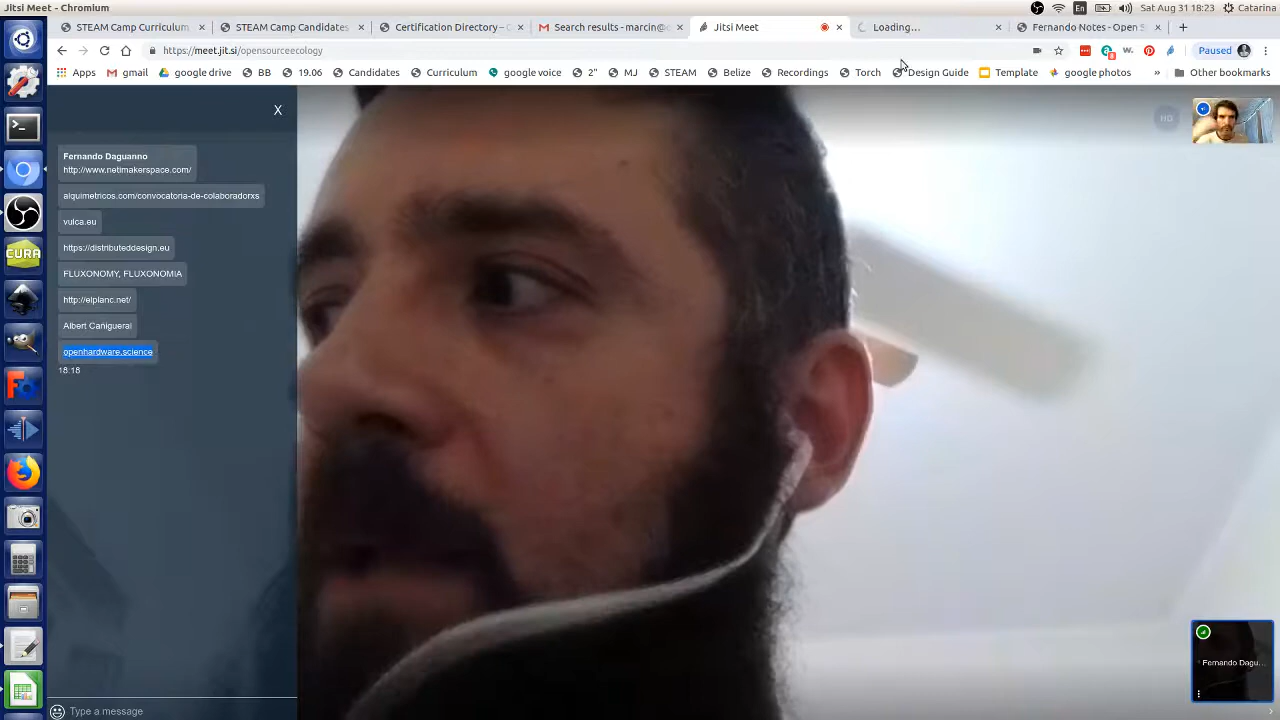 Jitsi Meet - Chromium
En
Sat Aug 31 18:23
Catarina
STEAM Camp Curriculum
STEAM Camp Candidates
Certification Directory – O
Search results - marcin@o
Jitsi Meet
Loading...
Fernando Notes - Open S
https://meet.jit.si/opensourceecology
Paused
Apps
gmail
google drive
BB
19.06
Candidates
Curriculum
google voice
2"
MJ
STEAM
Belize
Recordings
Torch
Design Guide
Template
google photos
»
Other bookmarks
X
HD
Fernando Daguanno
http://www.netimakerspace.com/
alquimetricos.com/convocatoria-de-colaboradorxs
vulca.eu
https://distributeddesign.eu
FLUXONOMY, FLUXONOMIA
http://elplanc.net/
Albert Cañigueral
openhardware.science
18:18
CURA
Fernando Dagu...
Type a message